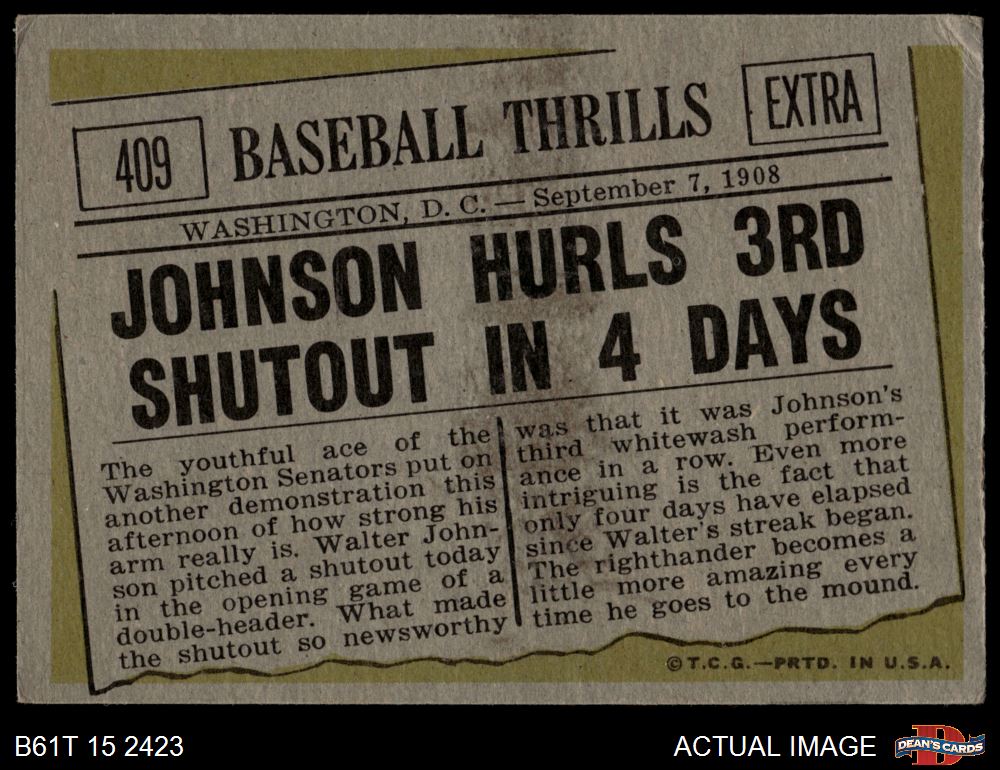 409 BASEBALL THRILLS EXTRA
WASHINGTON, D. C. — September 7, 1908
JOHNSON HURLS 3RD
SHUTOUT IN 4 DAYS
The youthful ace of the
Washington Senators put on
another demonstration this
afternoon of how strong his
arm really is. Walter John-
son pitched a shutout today
in the opening game of a
double-header. What made
the shutout so newsworthy
was that it was Johnson's
third whitewash perform-
ance in a row. Even more
intriguing is the fact that
only four days have elapsed
since Walter's streak began.
The righthander becomes a
little more amazing every
time he goes to the mound.
© T.C.G.—PRTD. IN U.S.A.
B61T 15 2423
ACTUAL IMAGE
DEAN'S CARDS